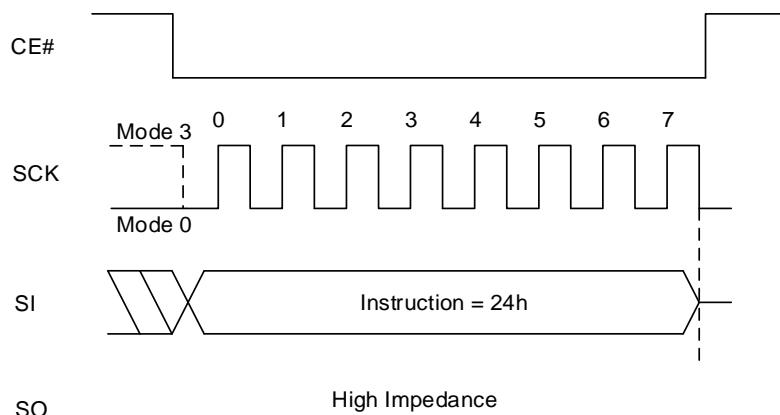 CE#
0 1 2 3 4 5 6 7
Mode 3
SCK
Mode 0
SI
Instruction = 24h
High Impedance
SO